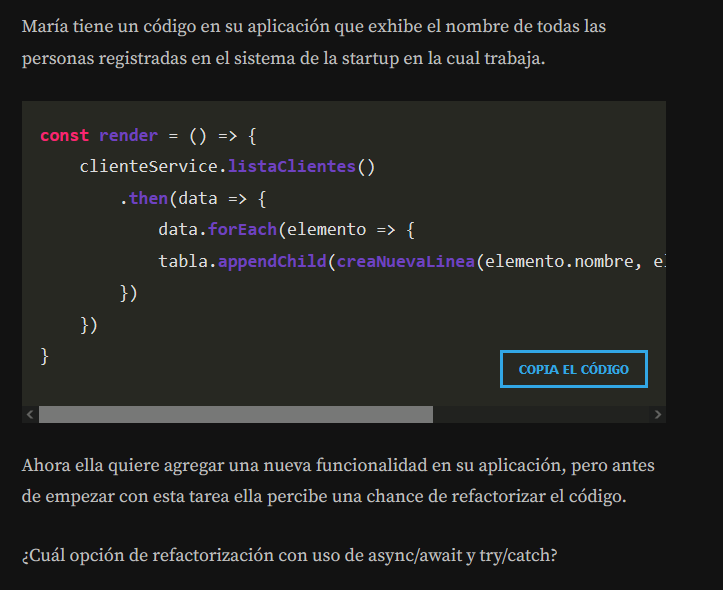 María tiene un código en su aplicación que exhibe el nombre de todas las
personas registradas en el sistema de la startup en la cual trabaja.
const render = () => {
    clienteService.listaClientes()
        .then(data => {
            data.forEach(elemento => {
            tabla.appendChild(creaNuevaLinea(elemento.nombre,
        })
    })
}
COPIA EL CÓDIGO
Ahora ella quiere agregar una nueva funcionalidad en su aplicación, pero antes
de empezar con esta tarea ella percibe una chance de refactorizar el código.
¿Cuál opción de refactorización con uso de async/await y try/catch?